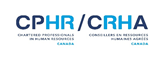 CPHR/CRHA
CHARTERED PROFESSIONALS
IN HUMAN RESOURCES
CANADA
CONSEILLERS EN RESSOURCES
HUMAINES AGRÉÉS
CANADA